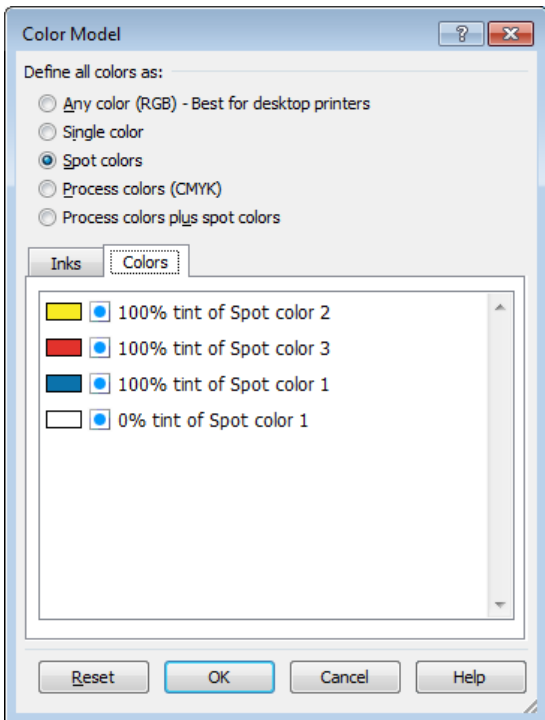 Color Model
?
Define all colors as:
Any color (RGB) - Best for desktop printers
Single color
Spot colors
Process colors (CMYK)
Process colors plus spot colors
Inks Colors
100% tint of Spot color 2
100% tint of Spot color 3
100% tint of Spot color 1
0% tint of Spot color 1
Reset OK Cancel Help